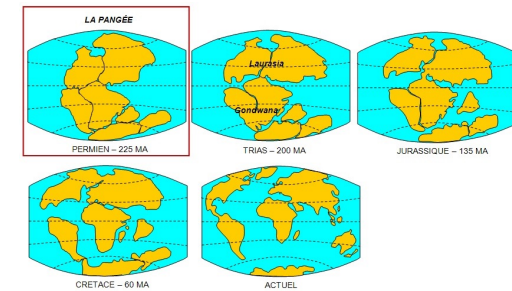 LA PANGÉE
PERMIEN – 225 MA
Laurasia
Gondwana
TRIAS – 200 MA
JURASSIQUE – 135 MA
CRETACE – 60 MA
ACTUEL